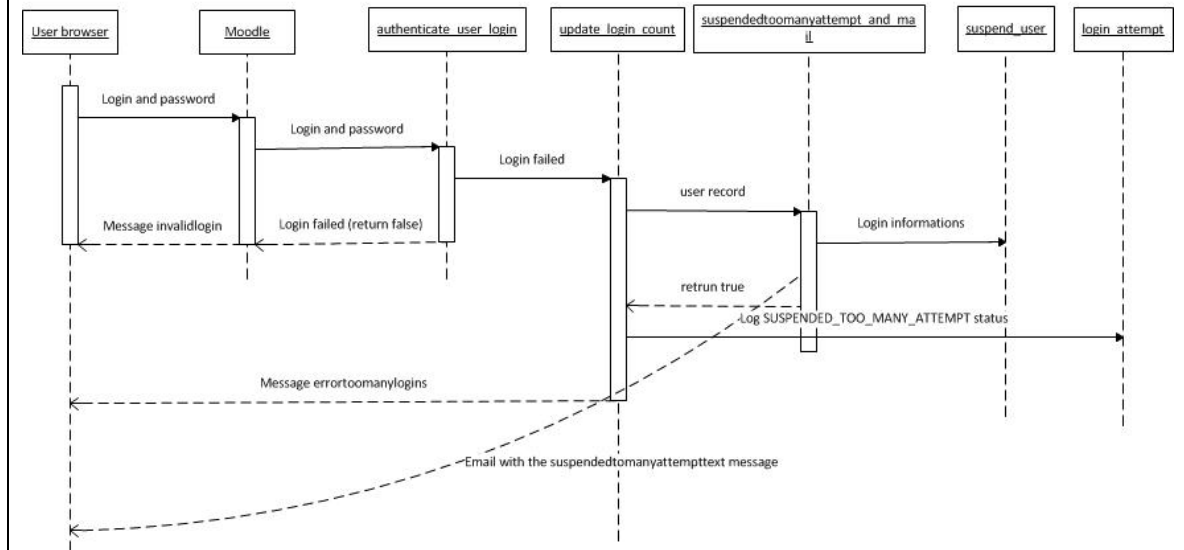 User browser
Moodle
authenticate_user_login
update_login_count
suspendedtoomanyattempt_and_ma
il
suspend_user
login_attempt
Login and password
Login and password
Login failed
user record
Message invalidlogin
Login failed (return false)
Login informations
retrun true
Log SUSPENDED_TOO_MANY_ATTEMPT status
Message errortoomanylogins
Email with the suspendedtomanyattempttext message